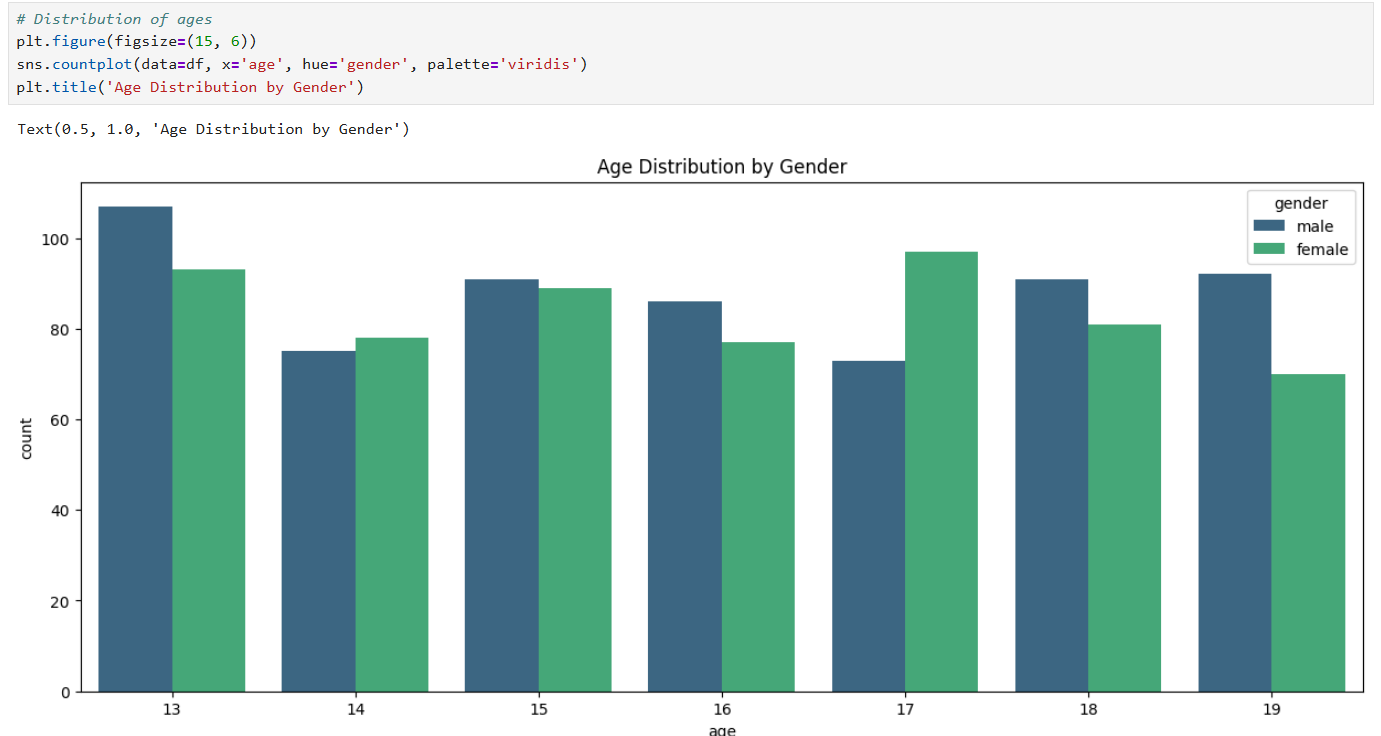 # Distribution of ages
plt.figure(figsize=(15, 6))
sns.countplot(data=df, x='age', hue='gender', palette='viridis')
plt.title('Age Distribution by Gender')
Text(0.5, 1.0, 'Age Distribution by Gender')
Age Distribution by Gender
gender
male
female
100
80
60
40
20
0
count
13 14 15 16 17 18 19
age